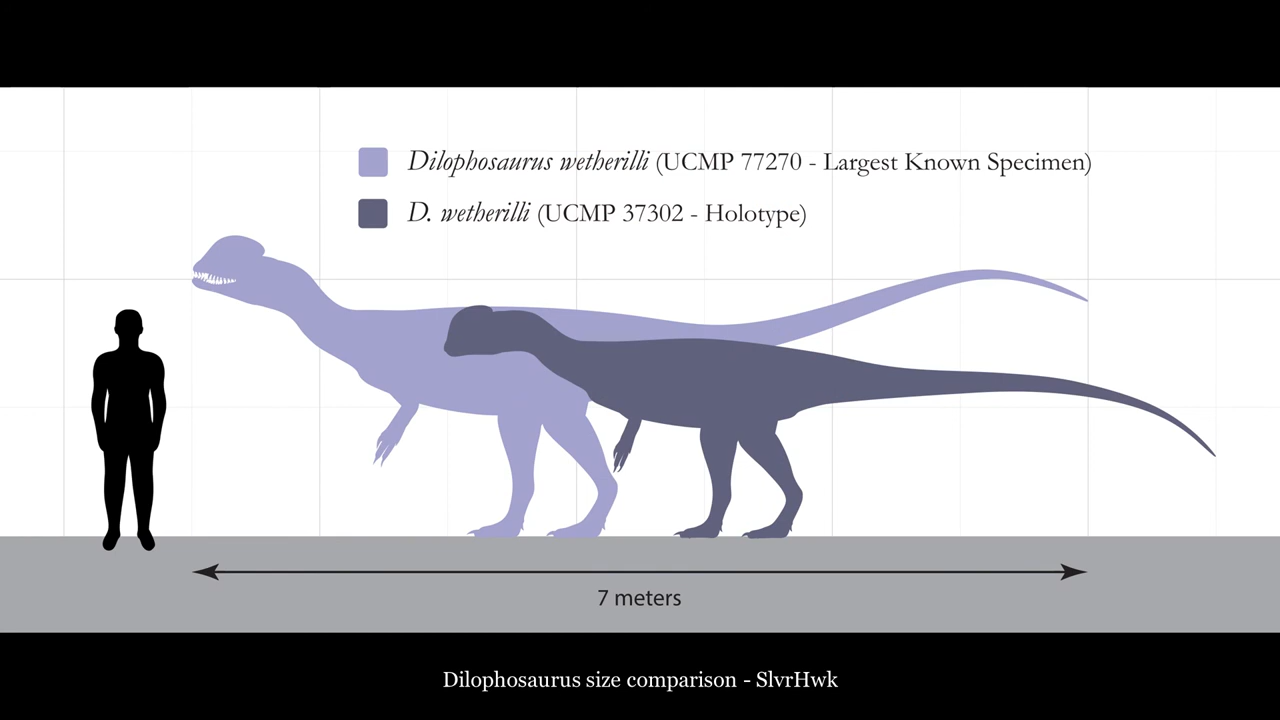 Dilophosaurus wetherilli (UCMP 77270 - Largest Known Specimen)
D. wetherilli (UCMP 37302 - Holotype)
7 meters
Dilophosaurus size comparison - SlvrHwk